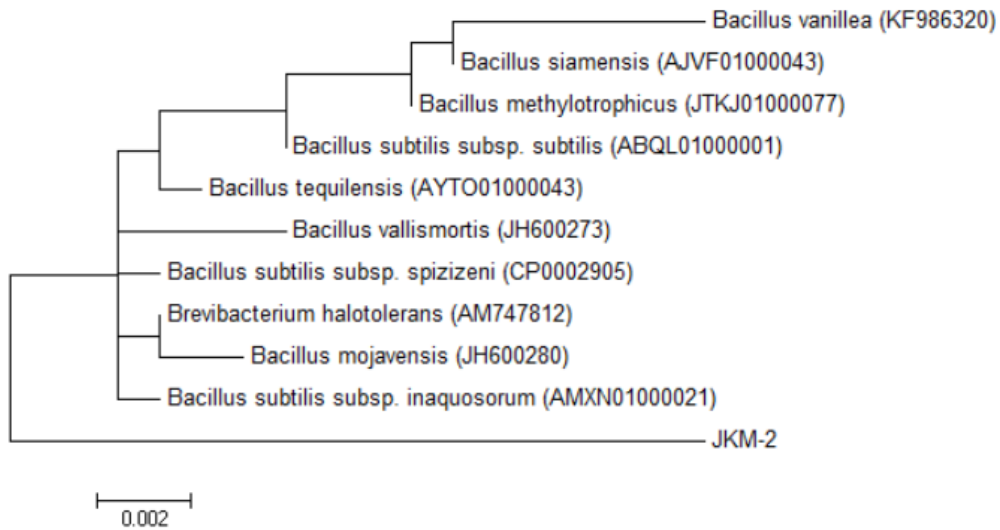 Bacillus vanillea (KF986320)
Bacillus siamensis (AJVF01000043)
Bacillus methylotrophicus (JTKJ01000077)
Bacillus subtilis subsp. subtilis (ABQL01000001)
Bacillus tequilensis (AYTO01000043)
Bacillus vallismortis (JH600273)
Bacillus subtilis subsp. spizizeni (CP0002905)
Brevibacterium halotolerans (AM747812)
Bacillus mojavensis (JH600280)
Bacillus subtilis subsp. inaquosorum (AMXN01000021)
JKM-2
0.002